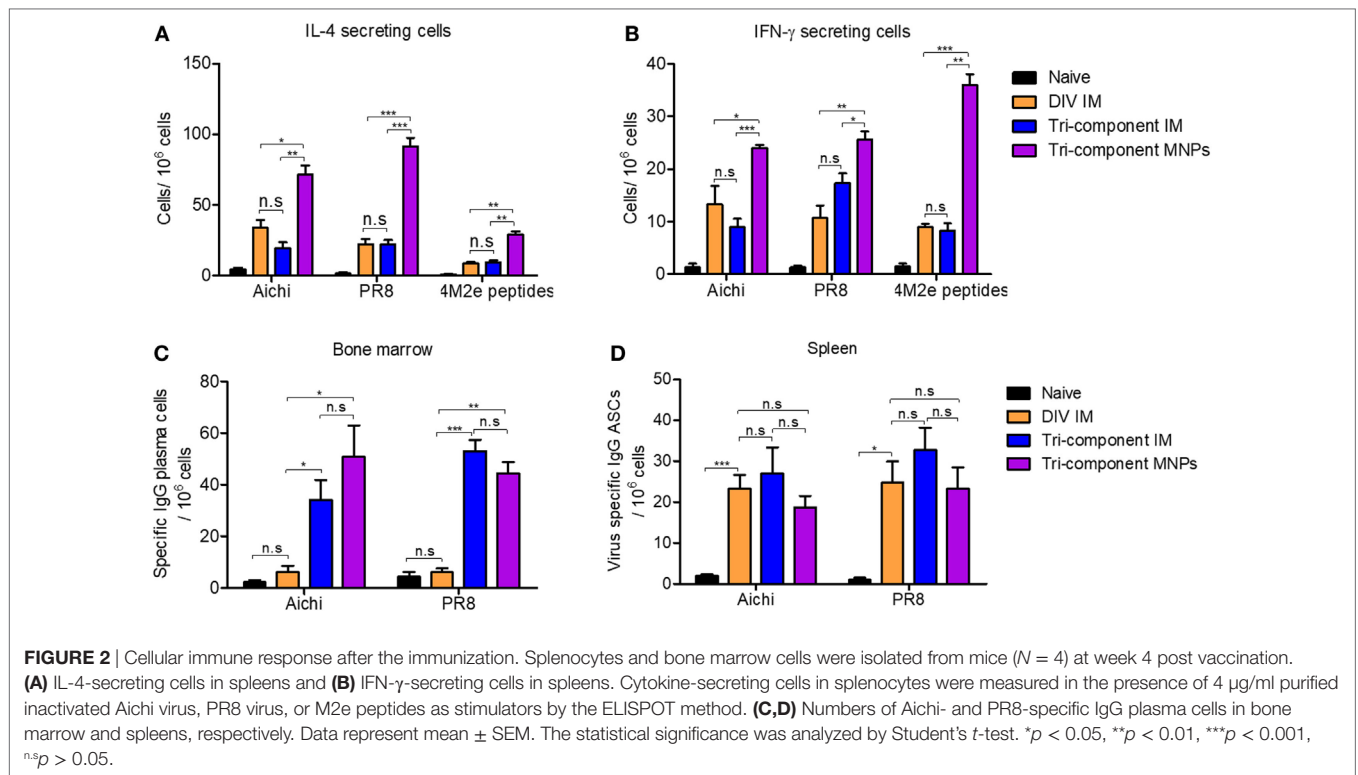 A
IL-4 secreting cells
150
100
50
0
Cells/ 10⁶ cells
*
**
n.s
***
***
n.s
**
**
n.s
Aichi
PR8
4M2e peptides
B
IFN-γ secreting cells
40
30
20
10
0
Cells/ 10⁶ cells
*
***
n.s
**
*
n.s
***
**
n.s
Aichi
PR8
4M2e peptides
Naive
DIV IM
Tri-component IM
Tri-component MNPs
C
Bone marrow
80
60
40
20
0
Specific IgG plasma cells
/ 10⁶ cells
*
n.s
*
n.s
**
n.s
***
n.s
Aichi
PR8
D
Spleen
50
40
30
20
10
0
Virus specific IgG ASCs
/ 10⁶ cells
n.s
n.s
n.s
***
n.s
n.s
n.s
*
Aichi
PR8
Naive
DIV IM
Tri-component IM
Tri-component MNPs
FIGURE 2 | Cellular immune response after the immunization. Splenocytes and bone marrow cells were isolated from mice (N = 4) at week 4 post vaccination.
(A) IL-4-secreting cells in spleens and (B) IFN-γ-secreting cells in spleens. Cytokine-secreting cells in splenocytes were measured in the presence of 4 μg/ml purified
inactivated Aichi virus, PR8 virus, or M2e peptides as stimulators by the ELISPOT method. (C,D) Numbers of Aichi- and PR8-specific IgG plasma cells in bone
marrow and spleens, respectively. Data represent mean ± SEM. The statistical significance was analyzed by Student's t-test. *p < 0.05, **p < 0.01, ***p < 0.001,
n.sp > 0.05.